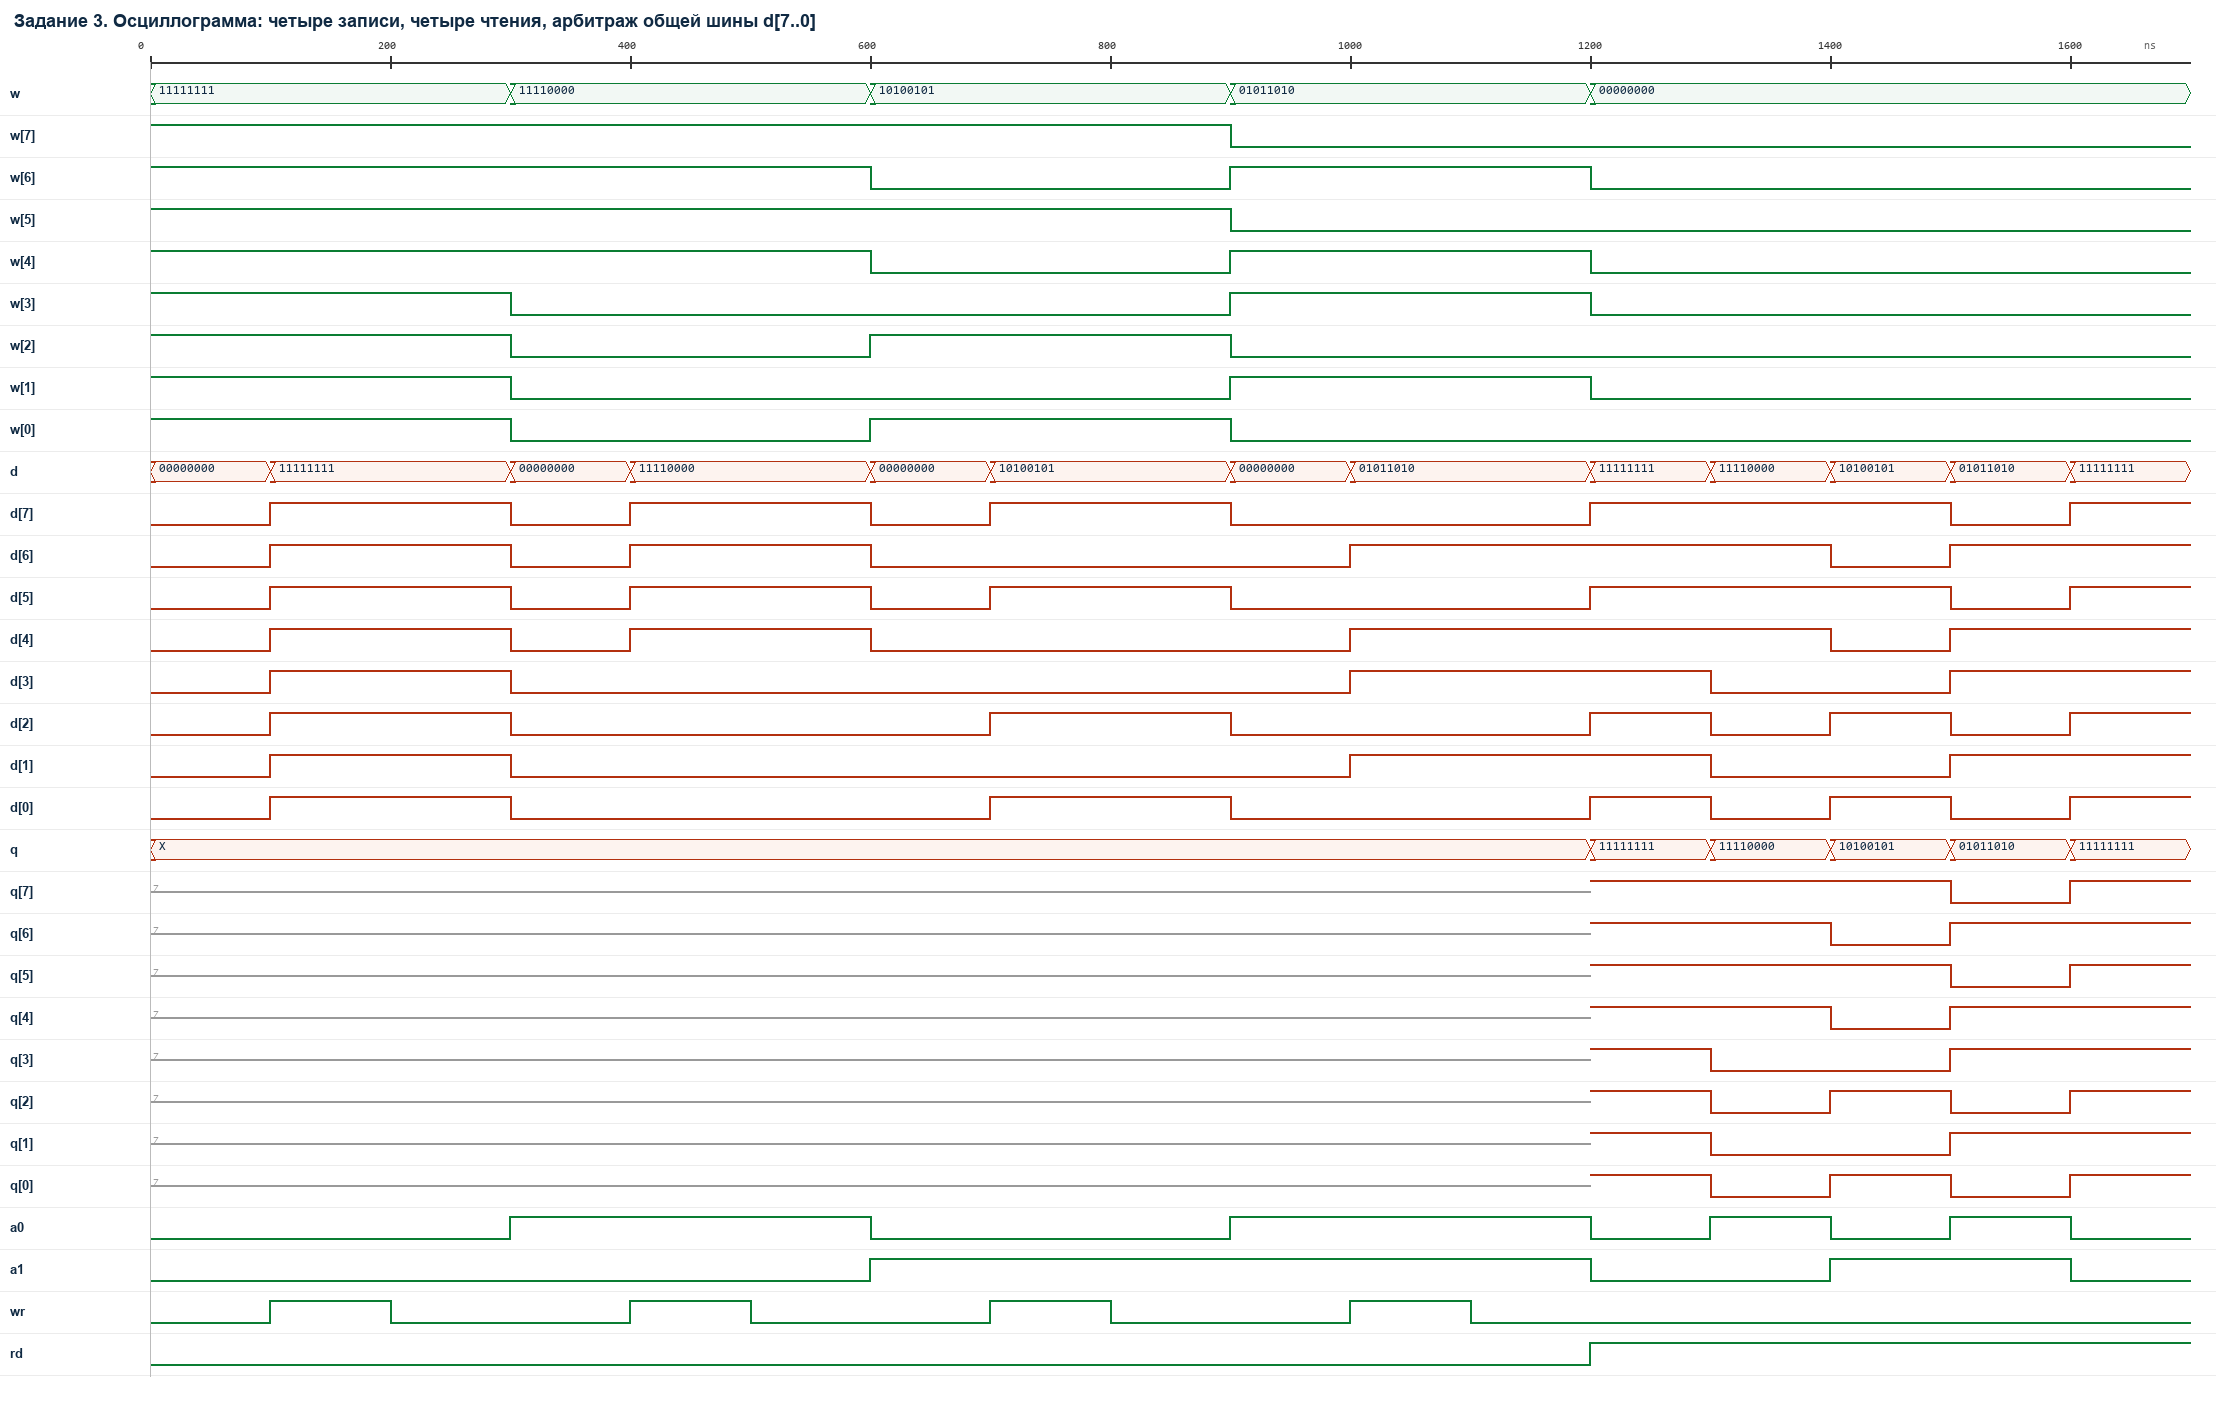 Задание 3. Осциллограмма: четыре записи, четыре чтения, арбитраж общей шины d[7..0]
0 200 400 600 800 1000 1200 1400 1600 ns
w 11111111 11110000 10100101 01011010 00000000
w[7]
w[6]
w[5]
w[4]
w[3]
w[2]
w[1]
w[0]
d 00000000 11111111 00000000 11110000 00000000 10100101 00000000 01011010 11111111 11110000 10100101 01011010 11111111
d[7]
d[6]
d[5]
d[4]
d[3]
d[2]
d[1]
d[0]
q X 11111111 11110000 10100101 01011010 11111111
q[7] Z
q[6] Z
q[5] Z
q[4] Z
q[3] Z
q[2] Z
q[1] Z
q[0] Z
a0
a1
wr
rd